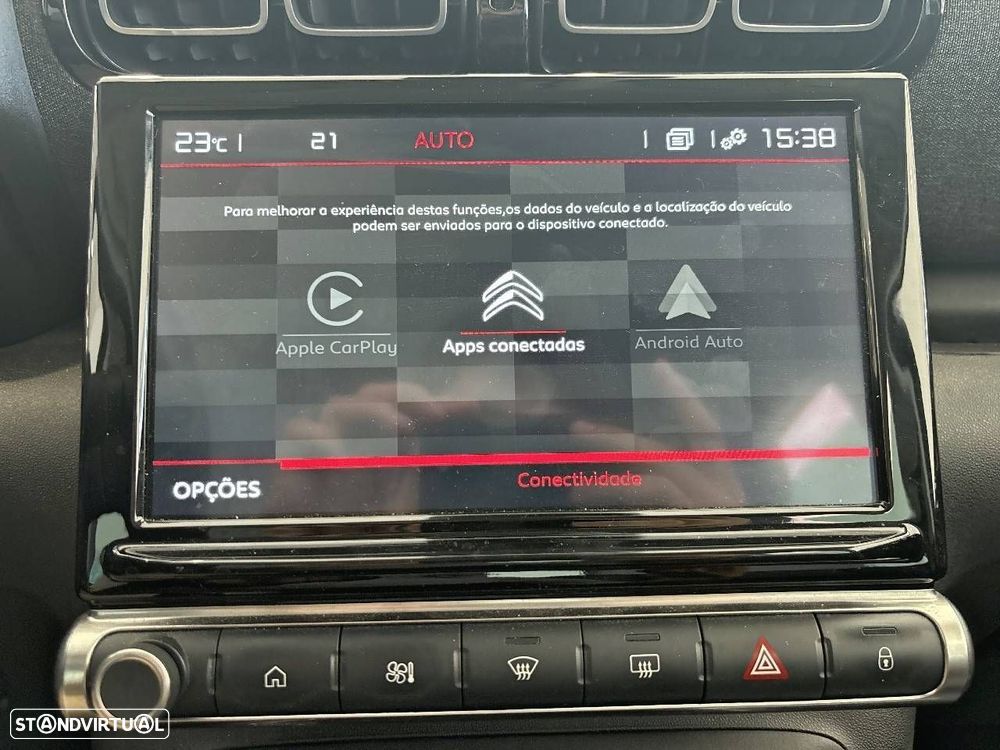 23°C 21 AUTO 15:38
Para melhorar a experiência destas funções,os dados do veículo e a localização do veículo
podem ser enviados para o dispositivo conectado.
Apple CarPlay Apps conectadas Android Auto
OPÇÕES Conectividade
STANDVIRTUAL